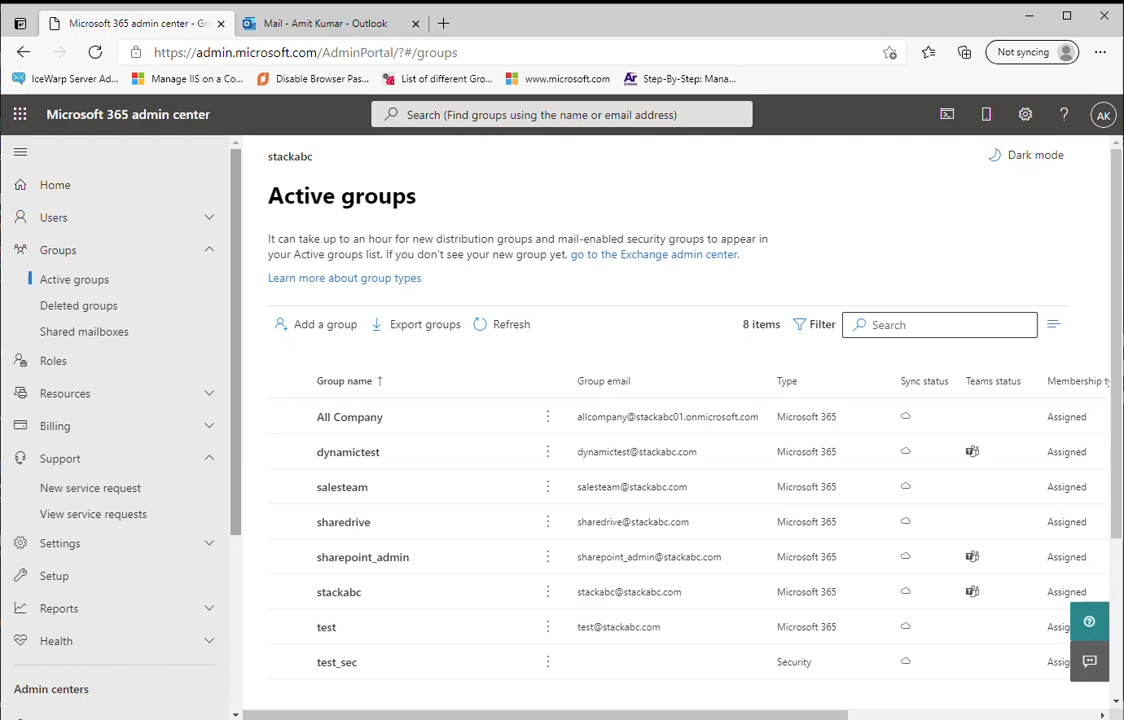 Microsoft 365 admin center - Gr
Mail - Amit Kumar - Outlook
https://admin.microsoft.com/AdminPortal/?#/groups
Not syncing
IceWarp Server Ad...
Manage IIS on a Co...
Disable Browser Pas...
List of different Gro...
www.microsoft.com
Ar
Step-By-Step: Mana...
Microsoft 365 admin center
Search (Find groups using the name or email address)
AK
Home
Users
Groups
Active groups
Deleted groups
Shared mailboxes
Roles
Resources
Billing
Support
New service request
View service requests
Settings
Setup
Reports
Health
Admin centers
stackabc
Dark mode
Active groups
It can take up to an hour for new distribution groups and mail-enabled security groups to appear in
your Active groups list. If you don't see your new group yet, go to the Exchange admin center.
Learn more about group types
Add a group Export groups Refresh 8 items Filter Search
Group name ↑ Group email Type Sync status Teams status Membership ty
All Company allcompany@stackabc01.onmicrosoft.com Microsoft 365 Assigned
dynamictest dynamictest@stackabc.com Microsoft 365 Assigned
salesteam salesteam@stackabc.com Microsoft 365 Assigned
sharedrive sharedrive@stackabc.com Microsoft 365 Assigned
sharepoint_admin sharepoint_admin@stackabc.com Microsoft 365 Assigned
stackabc stackabc@stackabc.com Microsoft 365 Assigned
test test@stackabc.com Microsoft 365 Assig
test_sec Security Assig